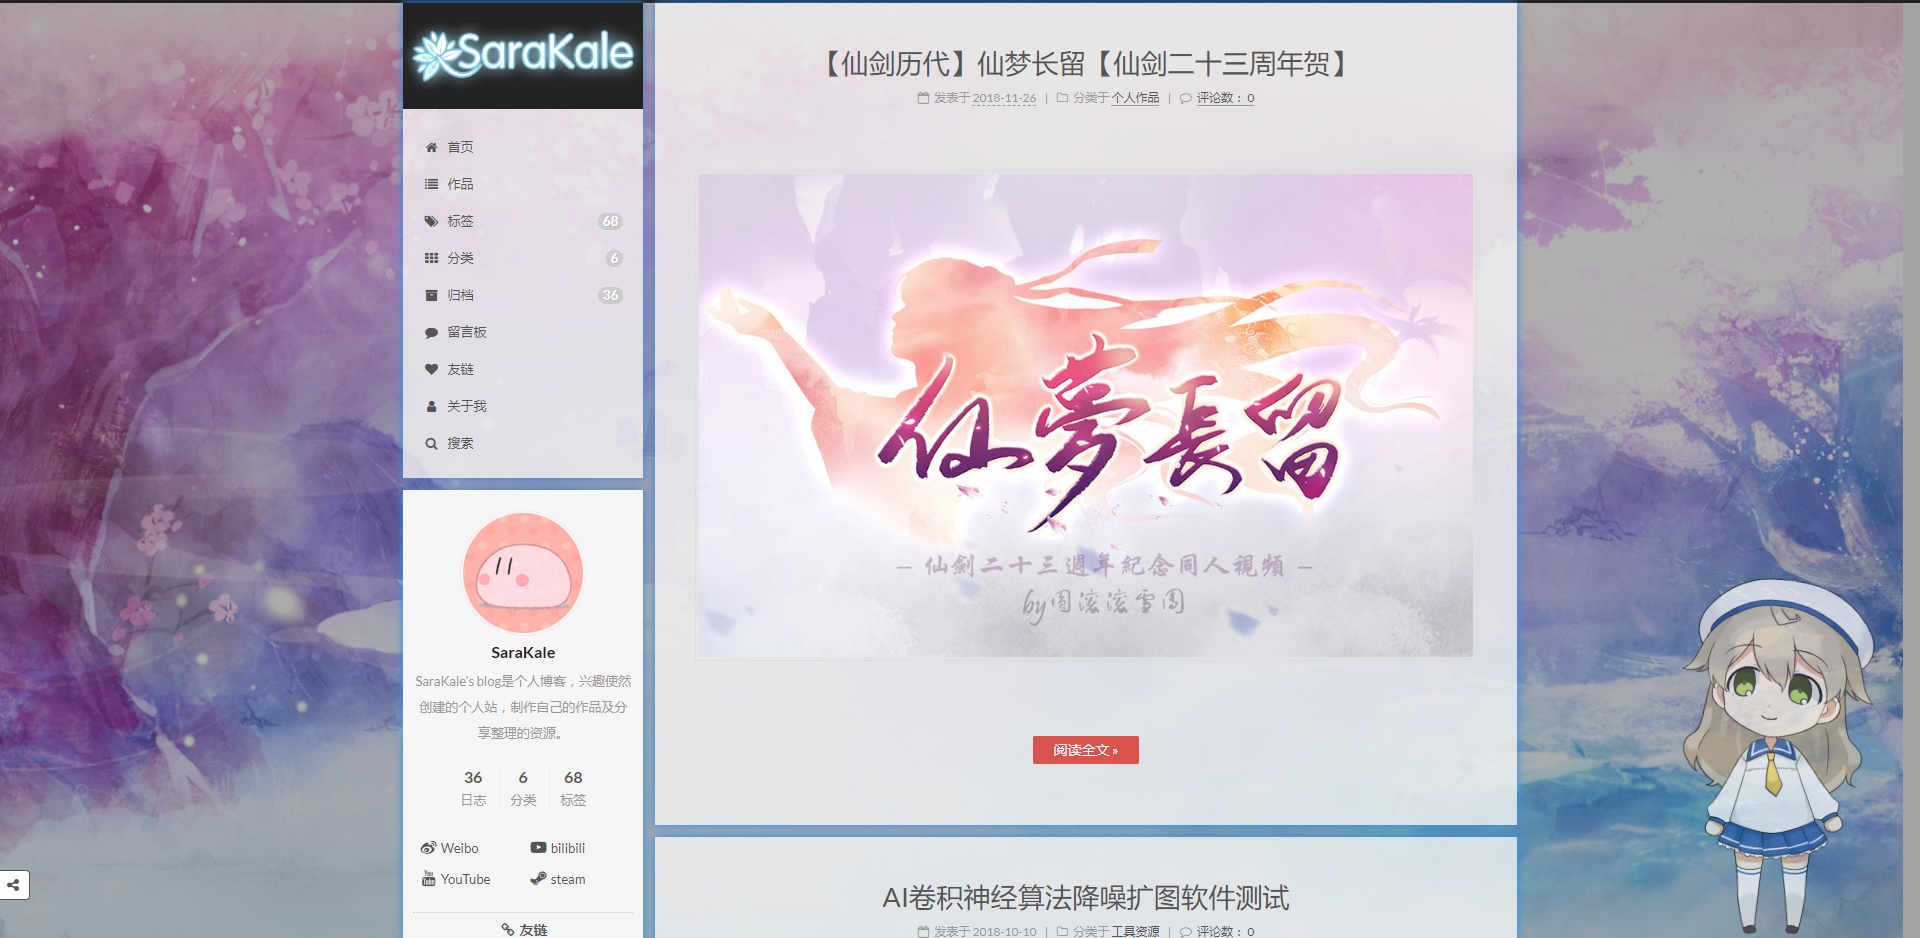 SaraKale
首页
作品
标签 68
分类 6
归档 36
留言板
友链
关于我
搜索
SaraKale
SaraKale's blog是个人博客，兴趣使然
创建的个人站，制作自己的作品及分
享整理的资源。
36 6 68
日志 分类 标签
Weibo bilibili
YouTube steam
友链
【仙剑历代】仙梦长留【仙剑二十三周年贺】
发表于 2018-11-26 | 分类于 个人作品 | 评论数： 0
仙夢長留
— 仙劍二十三週年紀念同人視頻 —
by圆滚滚雪团
阅读全文 »
AI卷积神经算法降噪扩图软件测试
发表于 2018-10-10 | 分类于 工具资源 | 评论数： 0